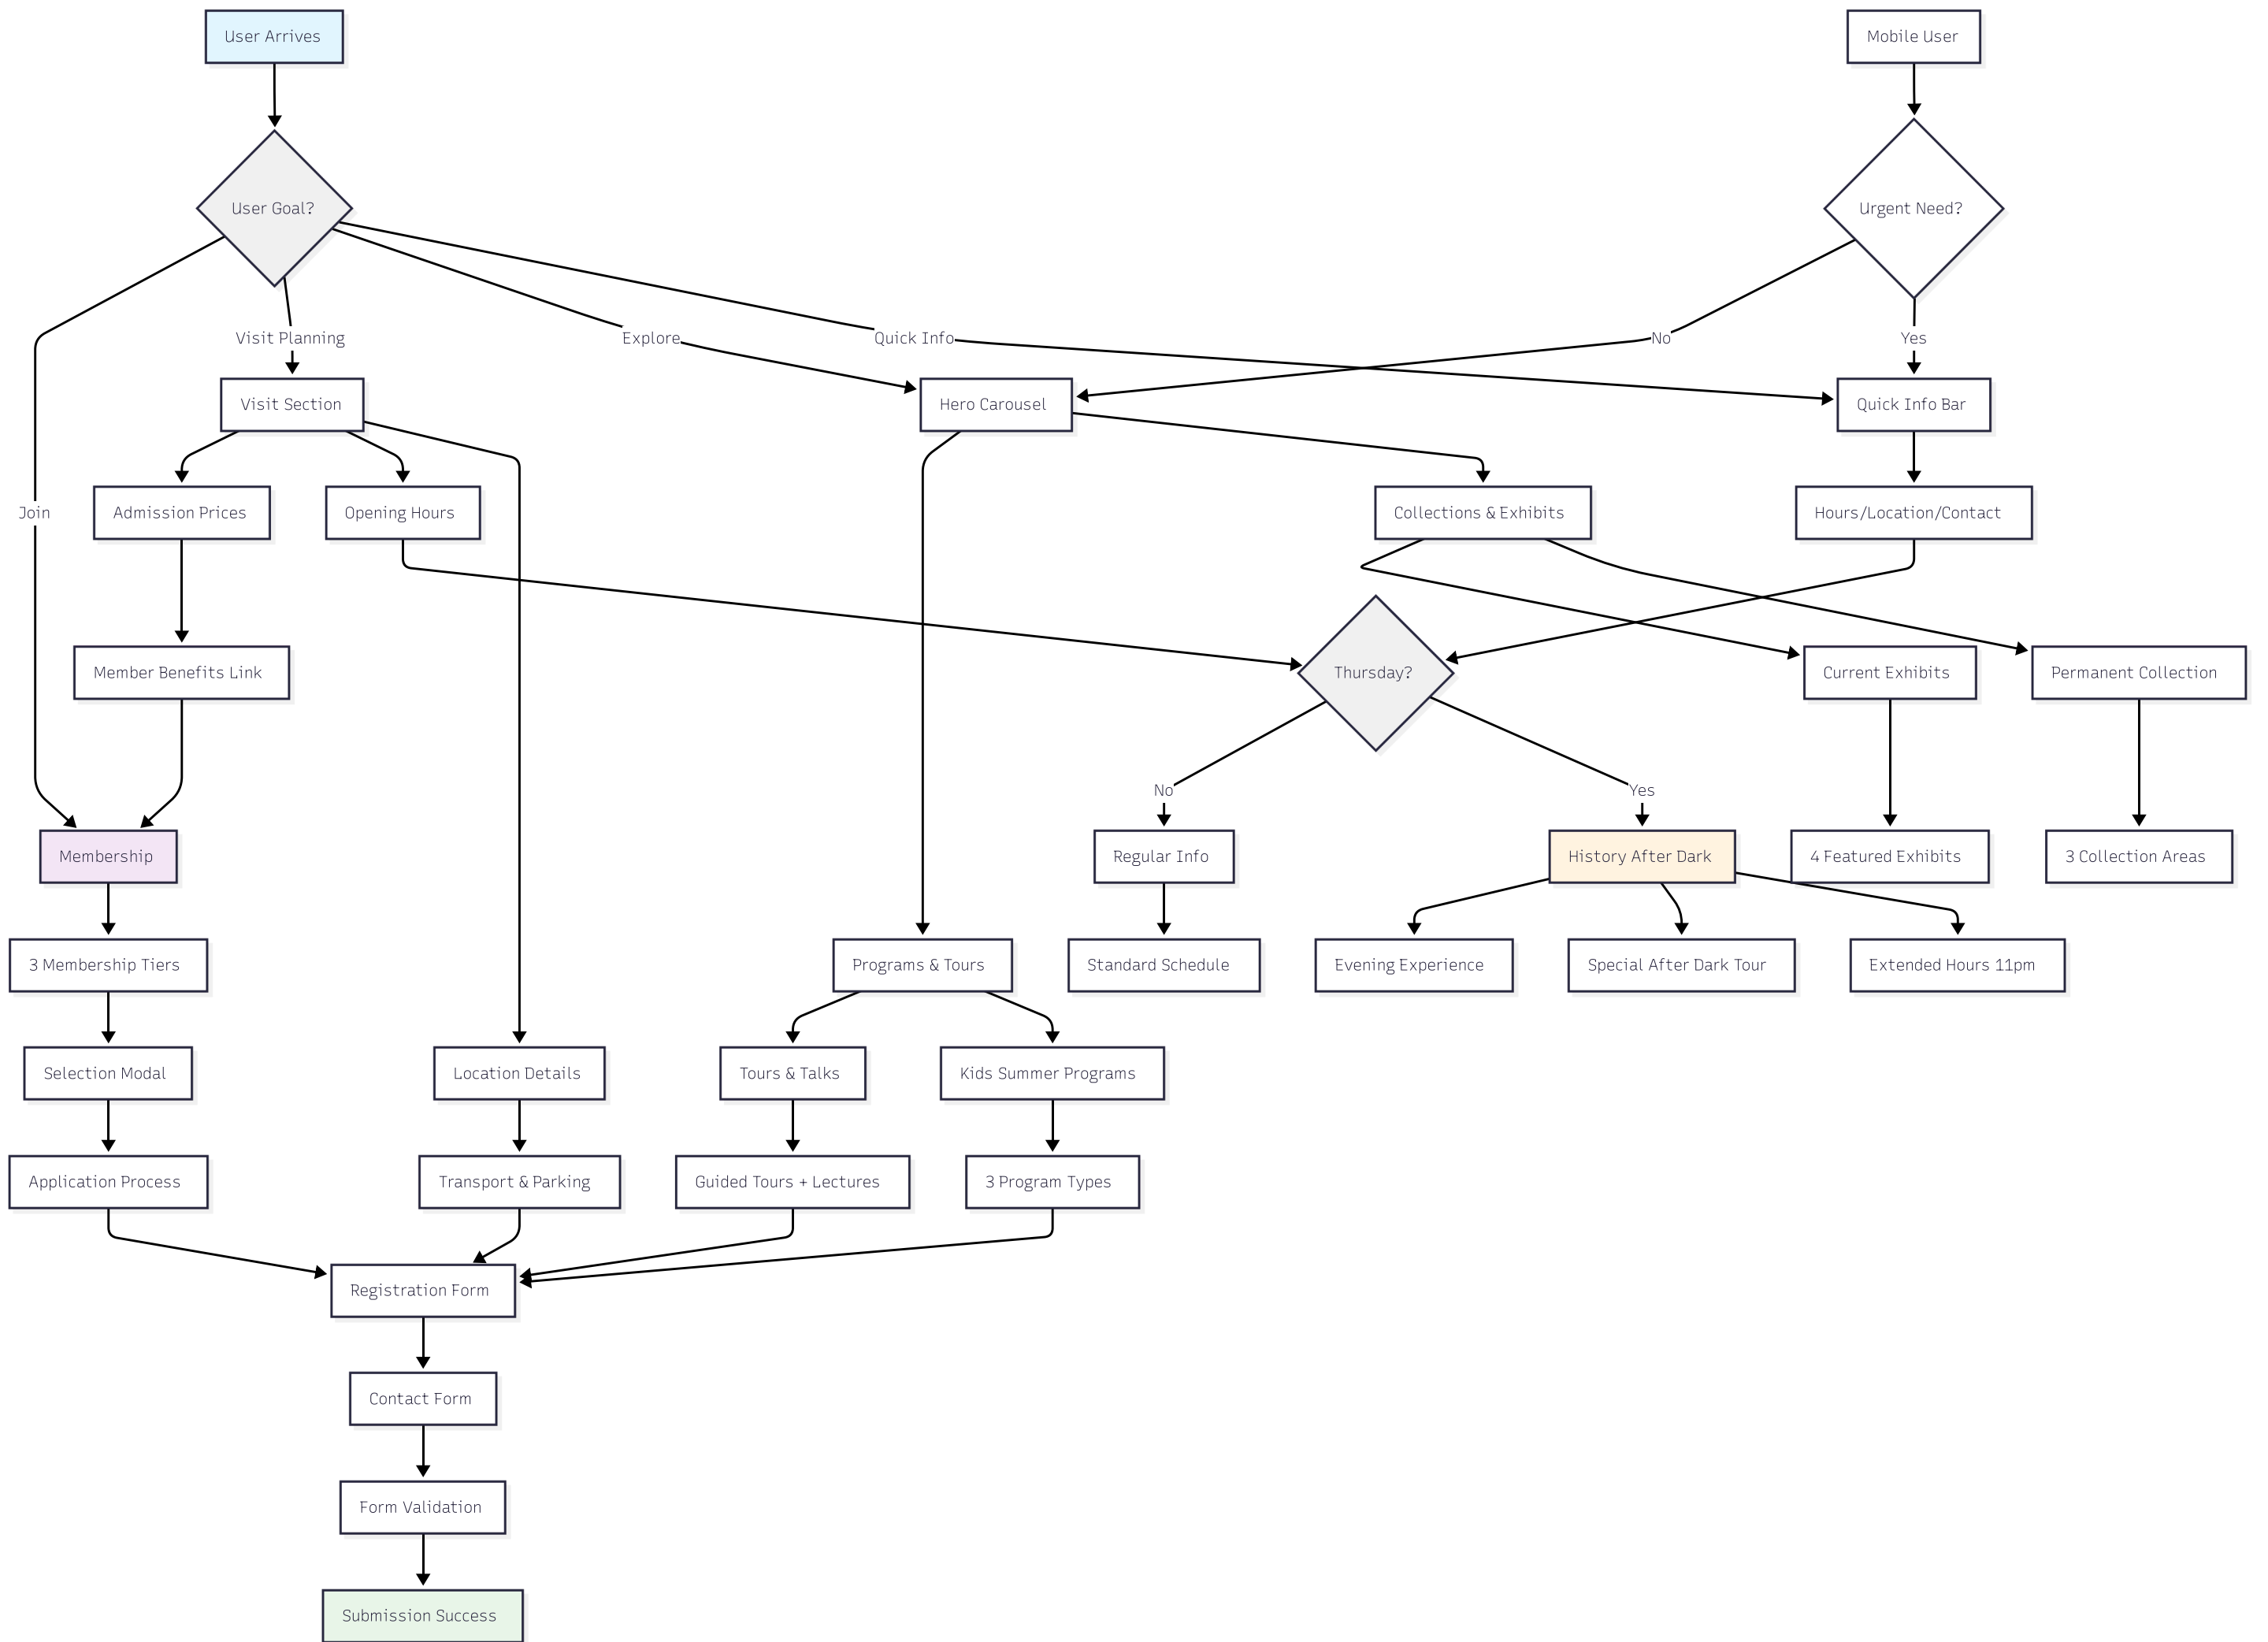 User Arrives
Mobile User
User Goal?
Urgent Need?
Visit Planning
Explore
Quick Info
No
Yes
Visit Section
Hero Carousel
Quick Info Bar
Join
Admission Prices
Opening Hours
Collections & Exhibits
Hours/Location/Contact
Member Benefits Link
Thursday?
Current Exhibits
Permanent Collection
No
Yes
Membership
Regular Info
History After Dark
4 Featured Exhibits
3 Collection Areas
3 Membership Tiers
Programs & Tours
Standard Schedule
Evening Experience
Special After Dark Tour
Extended Hours 11pm
Selection Modal
Location Details
Tours & Talks
Kids Summer Programs
Application Process
Transport & Parking
Guided Tours + Lectures
3 Program Types
Registration Form
Contact Form
Form Validation
Submission Success